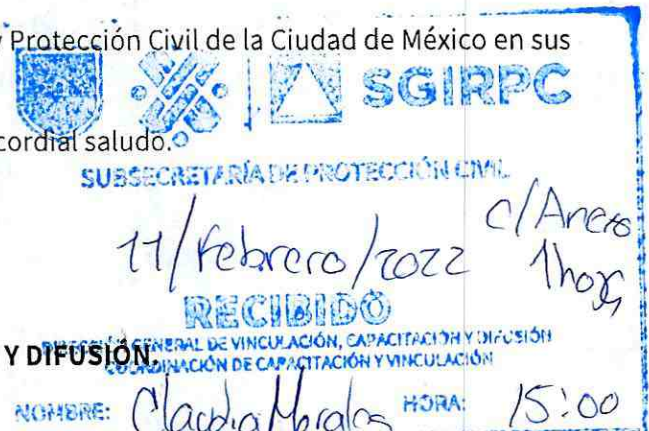 Protección Civil de la Ciudad de México en sus
SGIRPC
cordial saludo.
SUBSECRETARÍA DE PROTECCIÓN CIVIL
c/Anexo
11/Febrero/2022
1hoja
RECIBIDO
DIRECCIÓN GENERAL DE VINCULACIÓN, CAPACITACIÓN Y DIFUSIÓN
Y DIFUSIÓN.
COORDINACIÓN DE CAPACITACIÓN Y VINCULACIÓN
NOMBRE: Claudia Morales HORA: 15:00